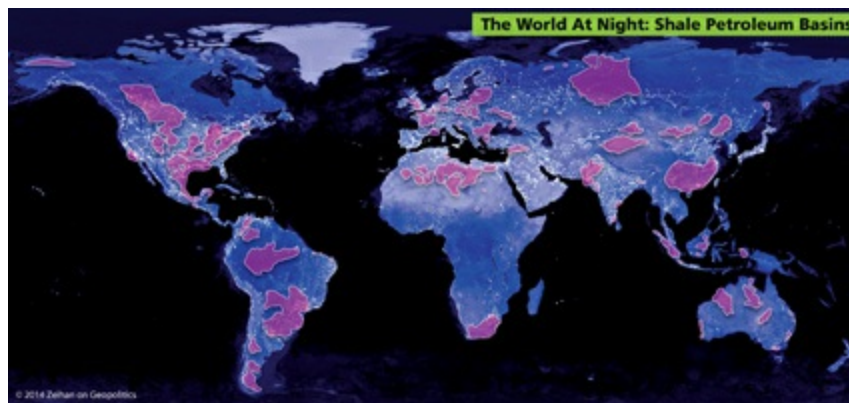 The World At Night: Shale Petroleum Basins
© 2014 Zeihan on Geopolitics